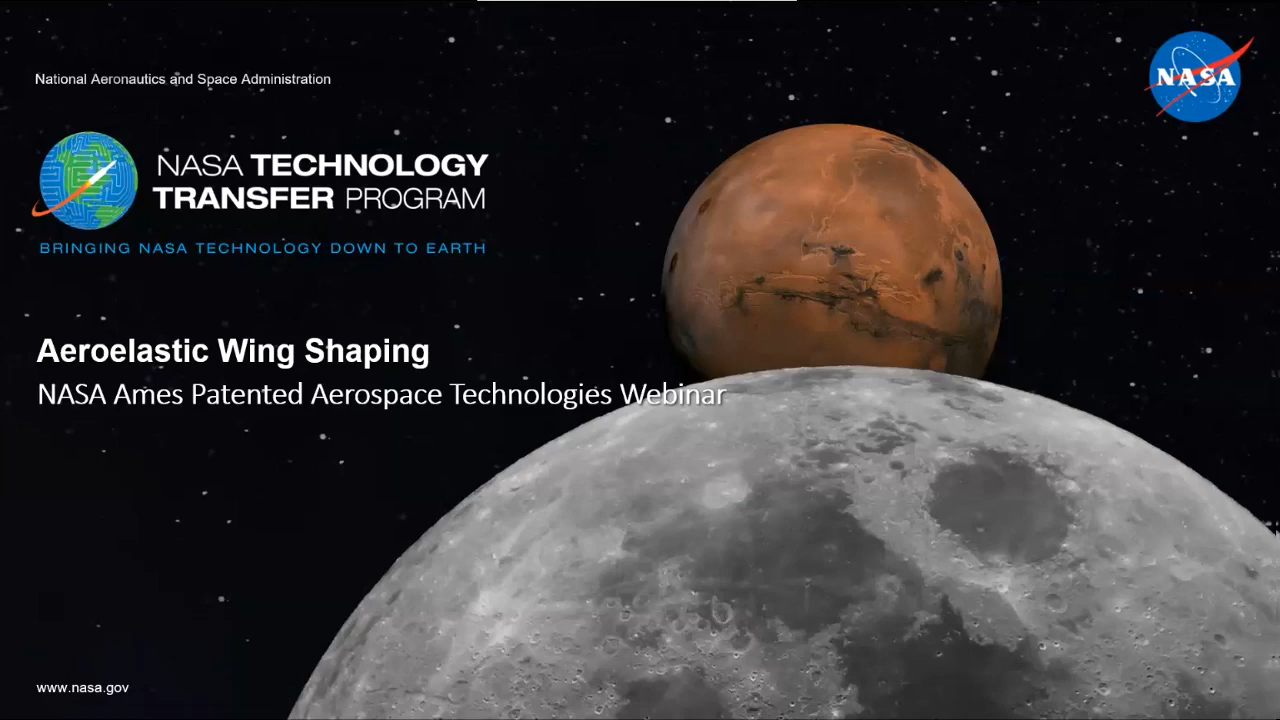 National Aeronautics and Space Administration
NASA
NASA TECHNOLOGY
TRANSFER PROGRAM
BRINGING NASA TECHNOLOGY DOWN TO EARTH
Aeroelastic Wing Shaping
NASA Ames Patented Aerospace Technologies Webinar
www.nasa.gov